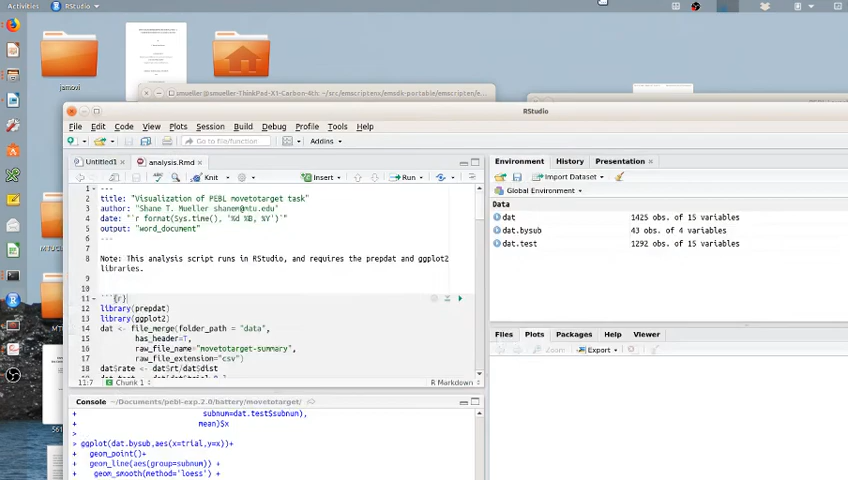 Activities
RStudio
jamovi
smueller@smueller-ThinkPad-X1-Carbon-4th: ~/src/emscriptenx/emsdk-portable/emscripten/e
RStudio
File Edit View Plots Session Build Debug Profile Tools Help
Go to file/function
Addins
Untitled1
analysis.Rmd
Knit
Insert
Run
1 ---
2 title: "Visualization of PEBL movetotarget task"
3 author: "Shane T. Mueller shanem@mtu.edu"
4 date: "`r format(Sys.time(), '%d %B, %Y')`"
5 output: "word_document"
6 ---
7
8 Note: This analysis script runs in RStudio, and requires the prepdat and ggplot2
libraries.
9
10
11 ```{r}
12 library(prepdat)
13 library(ggplot2)
14 dat <- file_merge(folder_path = "data",
15 has_header=T,
16 raw_file_name="movetotarget-summary",
17 raw_file_extension="csv")
18 dat$rate <- dat$rt/dat$dist
11:7
Chunk 1
R Markdown
Console ~/Documents/pebl-exp.2.0/battery/movetotarget/
+ subnum=dat.test$subnum),
+ mean)$x
>
> ggplot(dat.bysub,aes(x=trial,y=x))+
+ geom_point()+
+ geom_line(aes(group=subnum)) +
+ geom_smooth(method='loess') +
Environment History Presentation
Import Dataset
Global Environment
Data
dat 1425 obs. of 15 variables
dat.bysub 43 obs. of 4 variables
dat.test 1292 obs. of 15 variables
Files Plots Packages Help Viewer
Zoom
Export